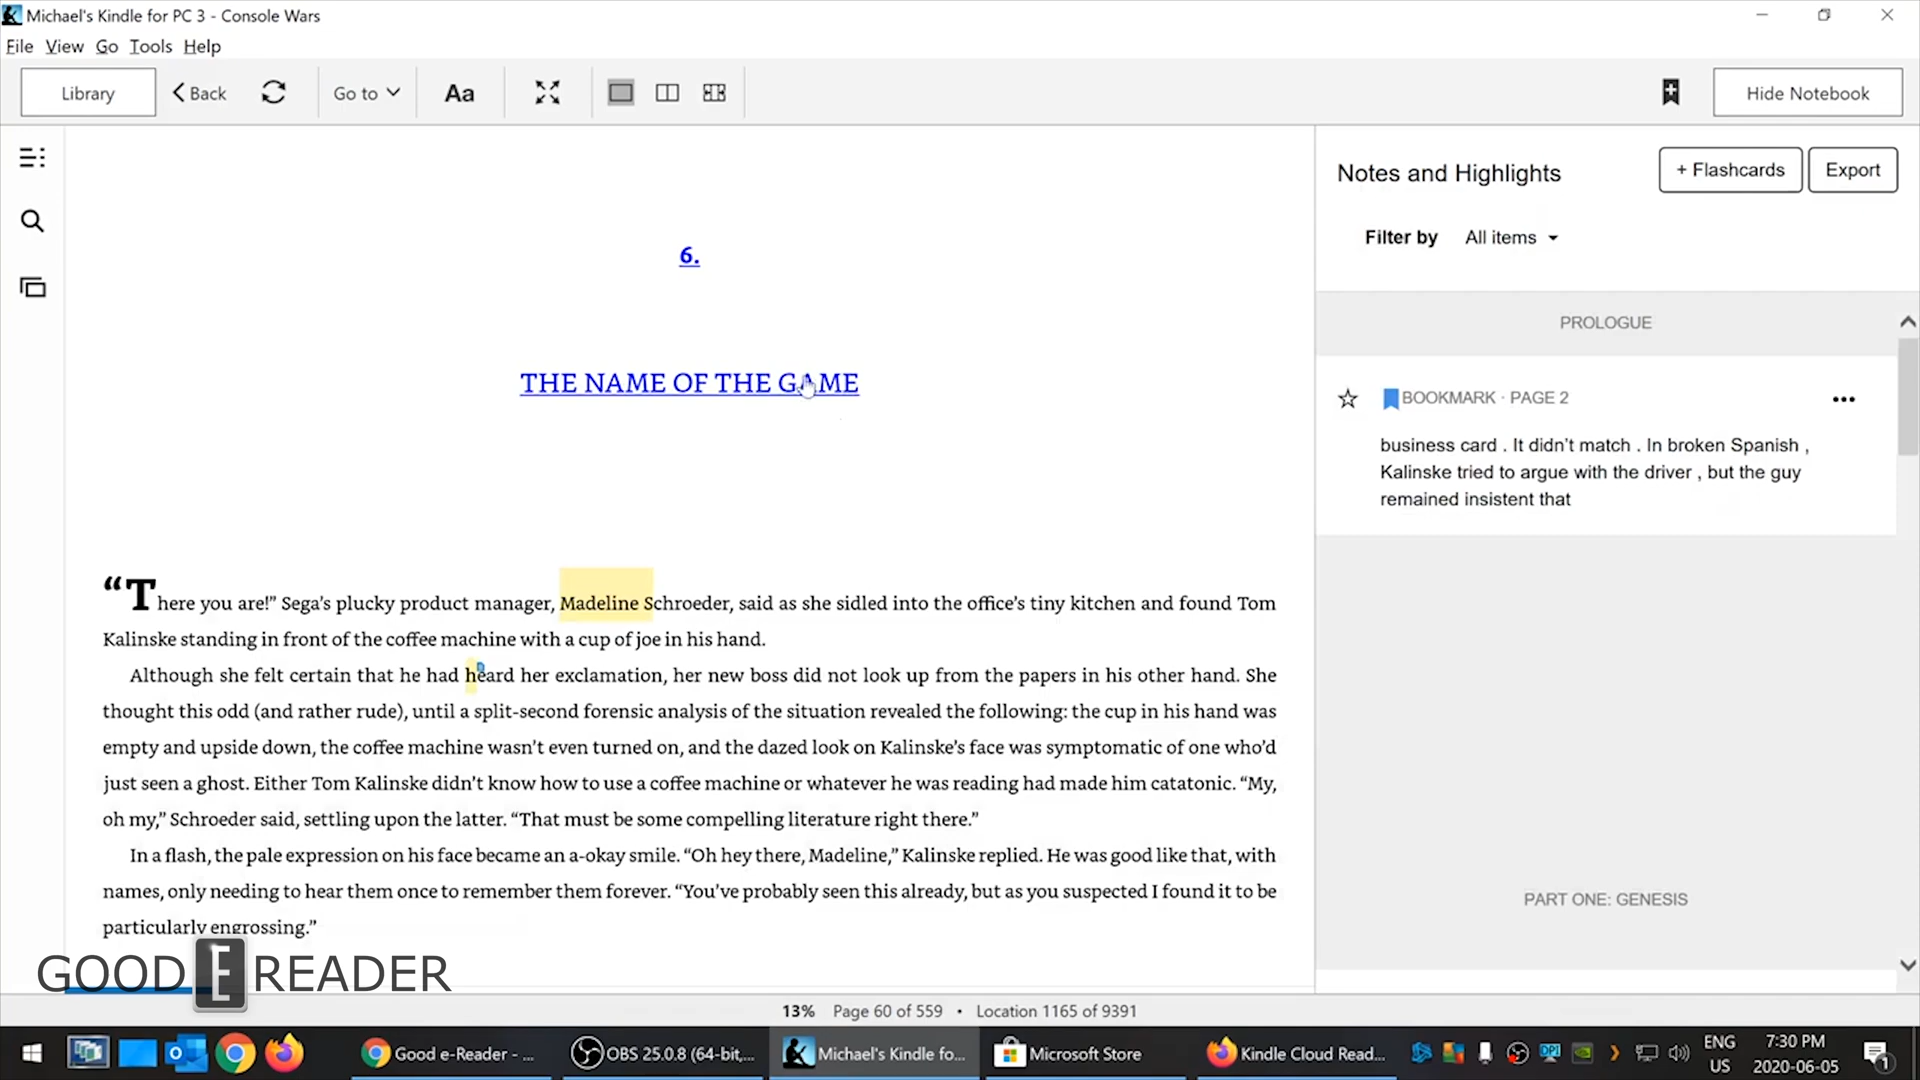 Michael's Kindle for PC 3 - Console Wars
File View Go Tools Help
Library
Back
Go to
Aa
Hide Notebook
Notes and Highlights
+ Flashcards
Export
Filter by All items
6.
THE NAME OF THE GAME
“There you are!” Sega’s plucky product manager, Madeline Schroeder, said as she sidled into the office’s tiny kitchen and found Tom
Kalinske standing in front of the coffee machine with a cup of joe in his hand.
Although she felt certain that he had heard her exclamation, her new boss did not look up from the papers in his other hand. She
thought this odd (and rather rude), until a split-second forensic analysis of the situation revealed the following: the cup in his hand was
empty and upside down, the coffee machine wasn’t even turned on, and the dazed look on Kalinske’s face was symptomatic of one who’d
just seen a ghost. Either Tom Kalinske didn’t know how to use a coffee machine or whatever he was reading had made him catatonic. “My,
oh my,” Schroeder said, settling upon the latter. “That must be some compelling literature right there.”
In a flash, the pale expression on his face became an a-okay smile. “Oh hey there, Madeline,” Kalinske replied. He was good like that, with
names, only needing to hear them once to remember them forever. “You’ve probably seen this already, but as you suspected I found it to be
particularly engrossing.”
PROLOGUE
BOOKMARK · PAGE 2
business card . It didn’t match . In broken Spanish ,
Kalinske tried to argue with the driver , but the guy
remained insistent that
PART ONE: GENESIS
GOOD E READER
13% Page 60 of 559 • Location 1165 of 9391
Good e-Reader - ...
OBS 25.0.8 (64-bit,...
Michael's Kindle fo...
Microsoft Store
Kindle Cloud Read...
DPI
ENG
US
7:30 PM
2020-06-05
1